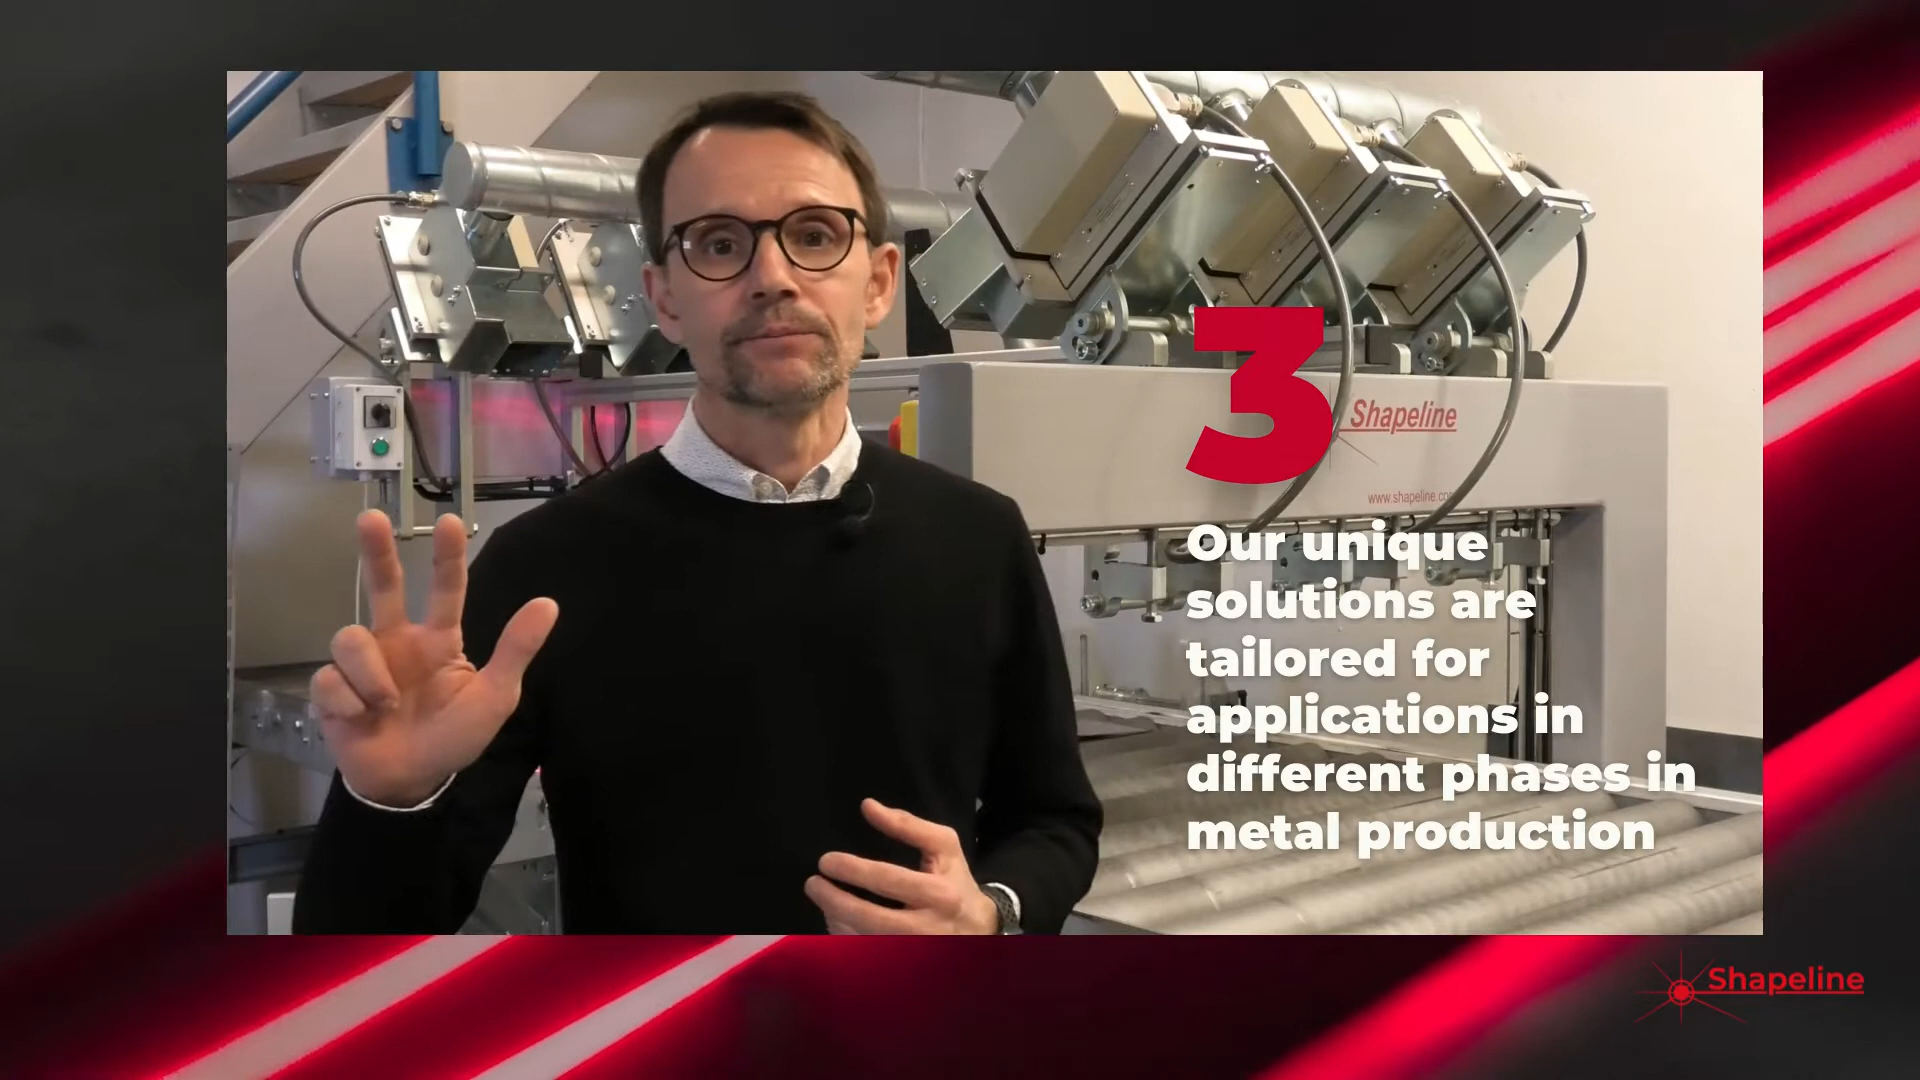 3
Shapeline
www.shapeline.com
Our unique
solutions are
tailored for
applications in
different phases in
metal production
Shapeline